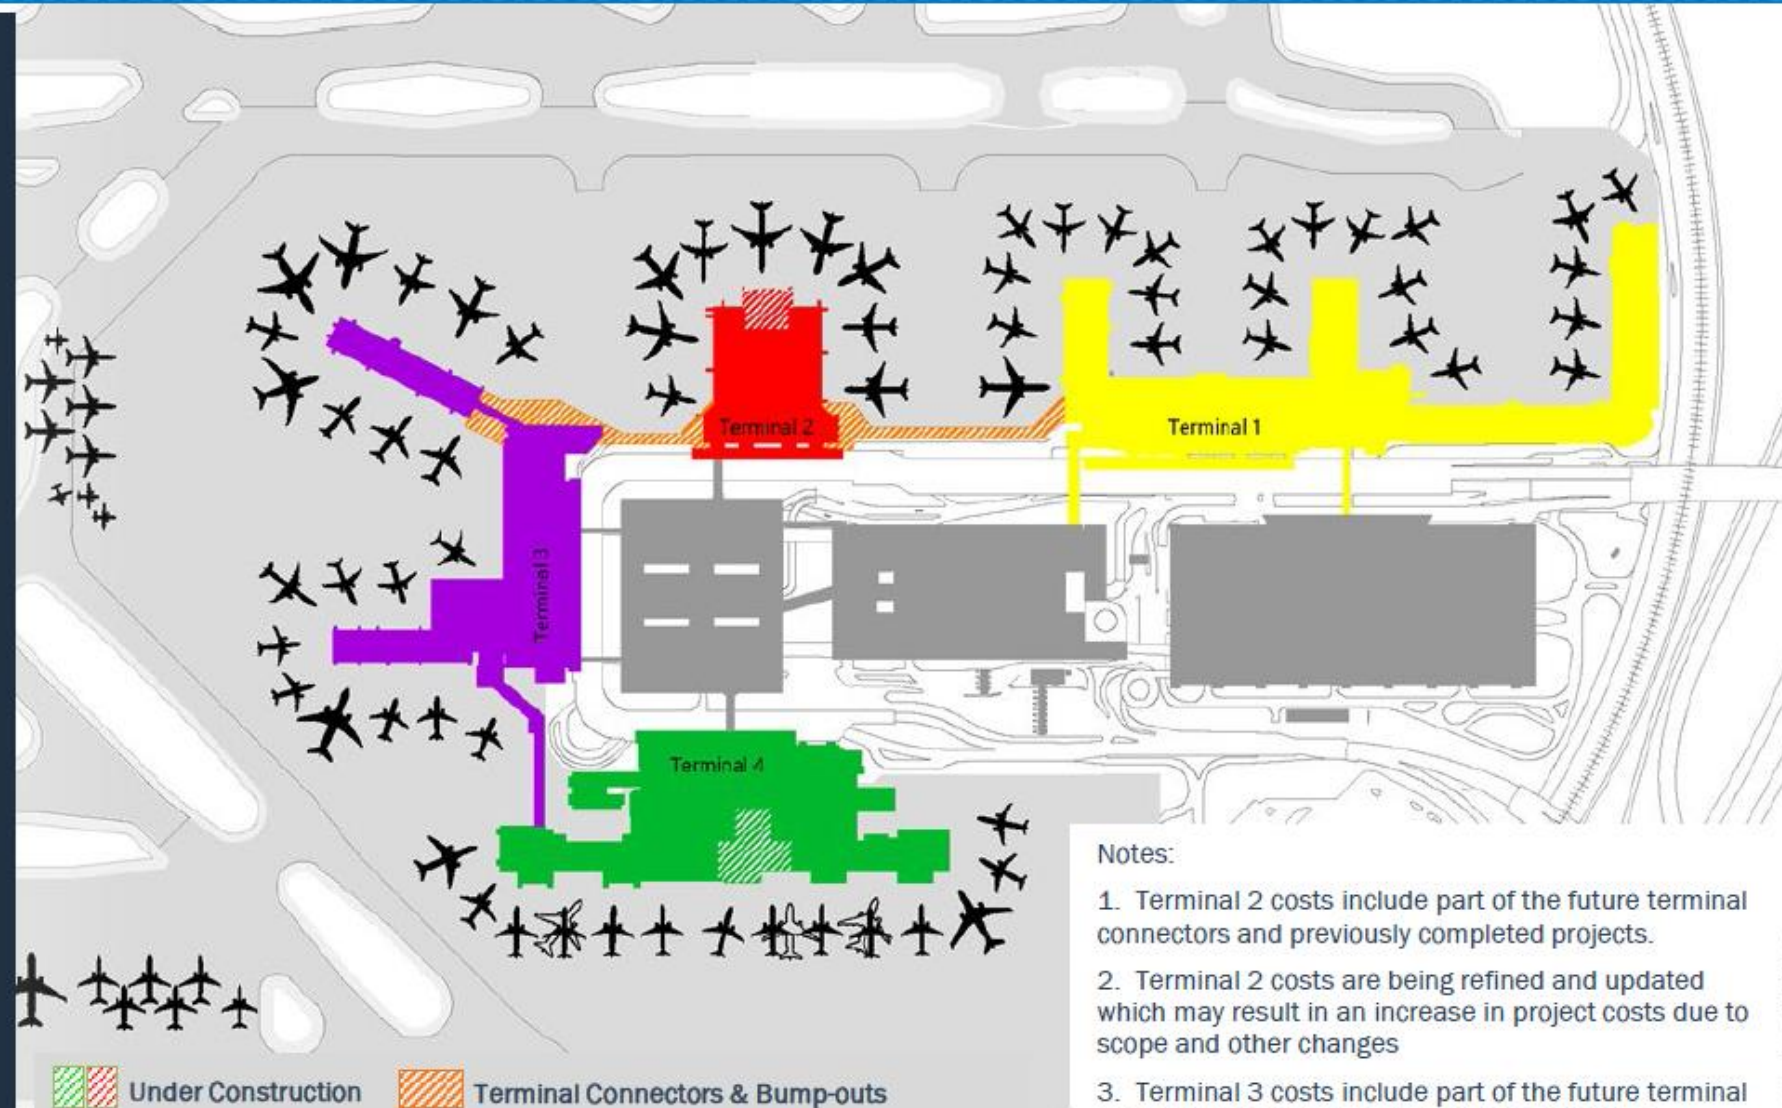 Terminal 2
Terminal 1
Terminal 3
Terminal 4
Notes:
1. Terminal 2 costs include part of the future terminal
connectors and previously completed projects.
2. Terminal 2 costs are being refined and updated
which may result in an increase in project costs due to
scope and other changes
3. Terminal 3 costs include part of the future terminal
Under Construction
Terminal Connectors & Bump-outs